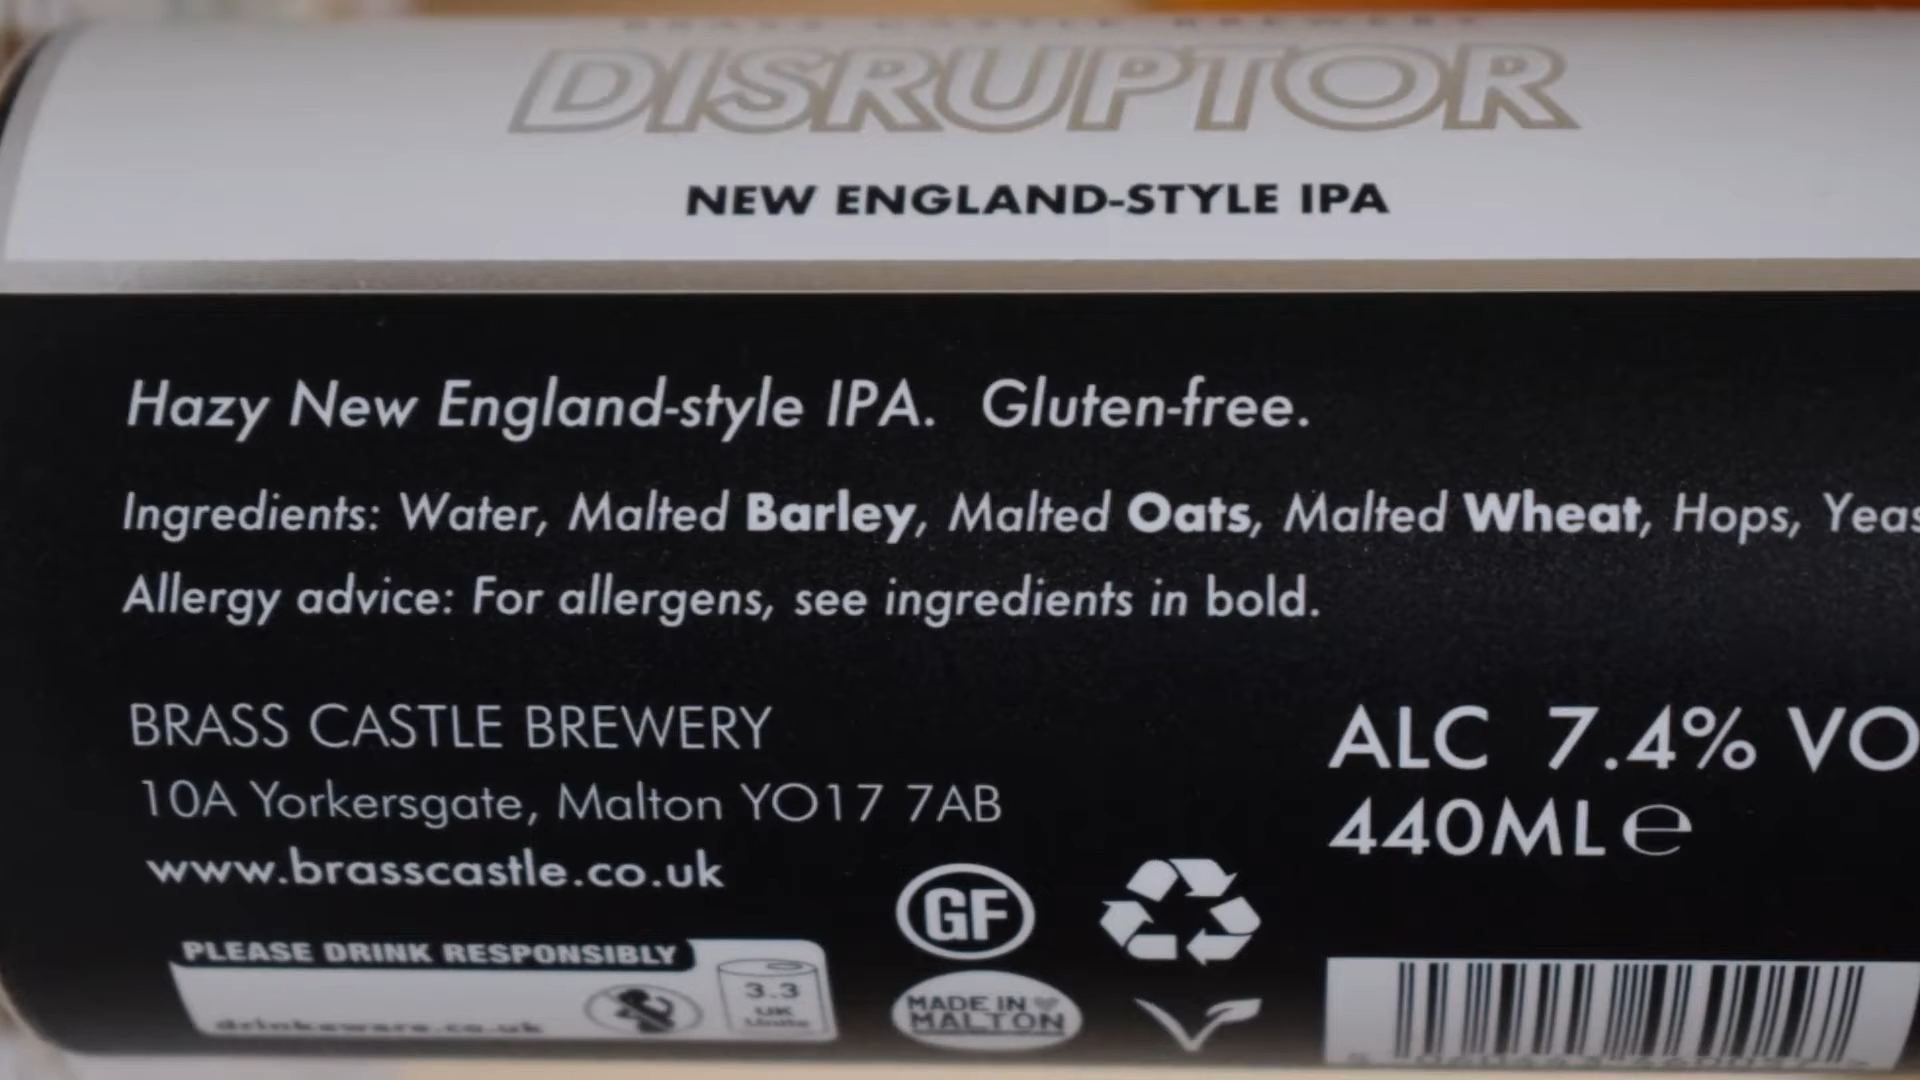 BRASS CASTLE BREWERY
DISRUPTOR
NEW ENGLAND-STYLE IPA
Hazy New England-style IPA. Gluten-free.
Ingredients: Water, Malted Barley, Malted Oats, Malted Wheat, Hops, Yeas
Allergy advice: For allergens, see ingredients in bold.
BRASS CASTLE BREWERY
10A Yorkersgate, Malton YO17 7AB
www.brasscastle.co.uk
ALC 7.4% VO
440ML e
GF
PLEASE DRINK RESPONSIBLY
drinkaware.co.uk
3.3
UK
Units
MADE IN
MALTON